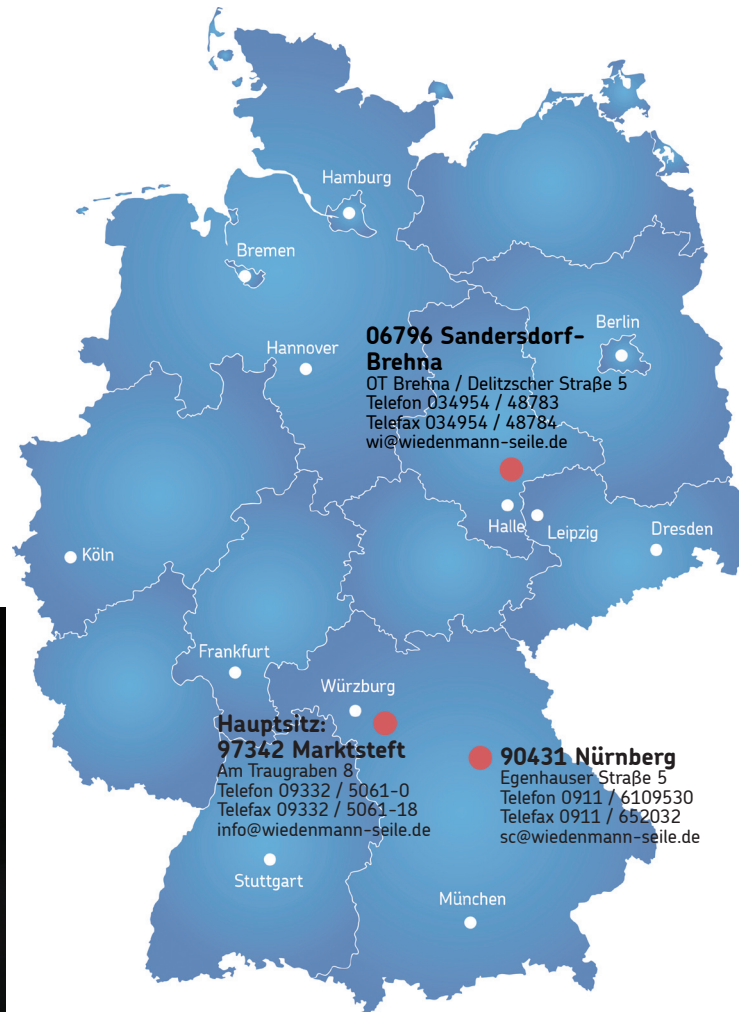 Hamburg
Bremen
Hannover
Berlin
06796 Sandersdorf-
Brehna
OT Brehna / Delitzscher Straße 5
Telefon 034954 / 48783
Telefax 034954 / 48784
wi@wiedenmann-seile.de
Halle
Leipzig
Dresden
Köln
Frankfurt
Würzburg
Hauptsitz:
97342 Marktsteft
Am Traugraben 8
Telefon 09332 / 5061-0
Telefax 09332 / 5061-18
info@wiedenmann-seile.de
90431 Nürnberg
Egenhauser Straße 5
Telefon 0911 / 6109530
Telefax 0911 / 652032
sc@wiedenmann-seile.de
Stuttgart
München